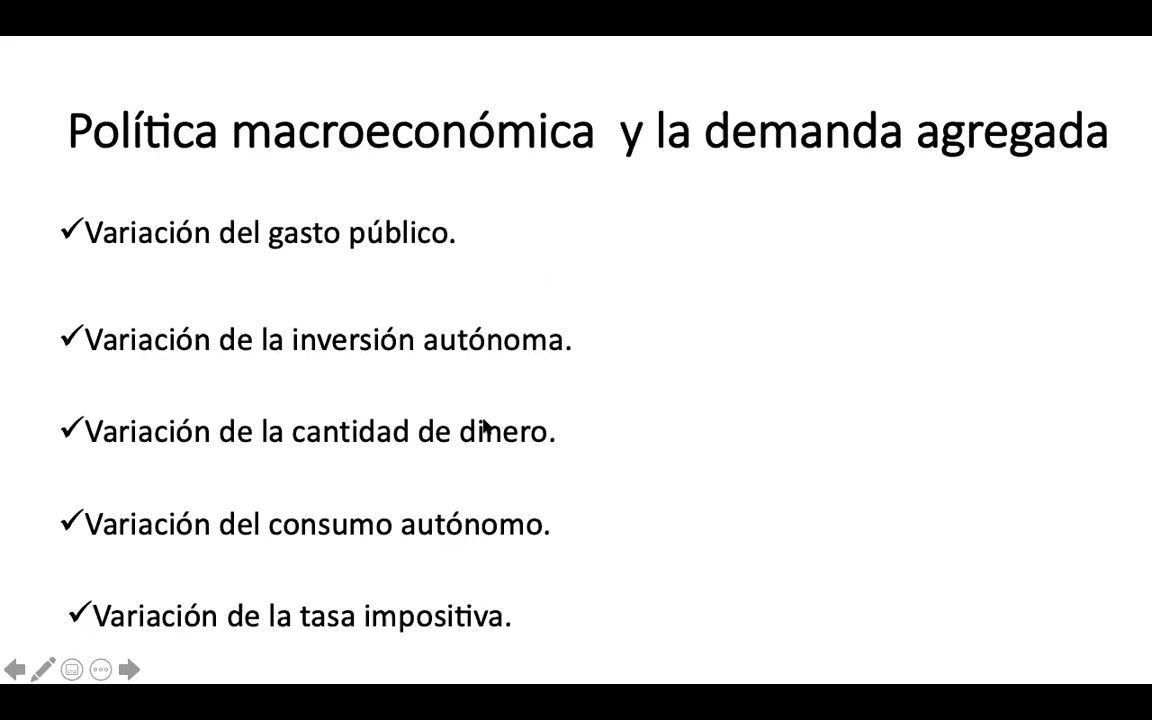 Política macroeconómica y la demanda agregada
✓Variación del gasto público.
✓Variación de la inversión autónoma.
✓Variación de la cantidad de dinero.
✓Variación del consumo autónomo.
✓Variación de la tasa impositiva.